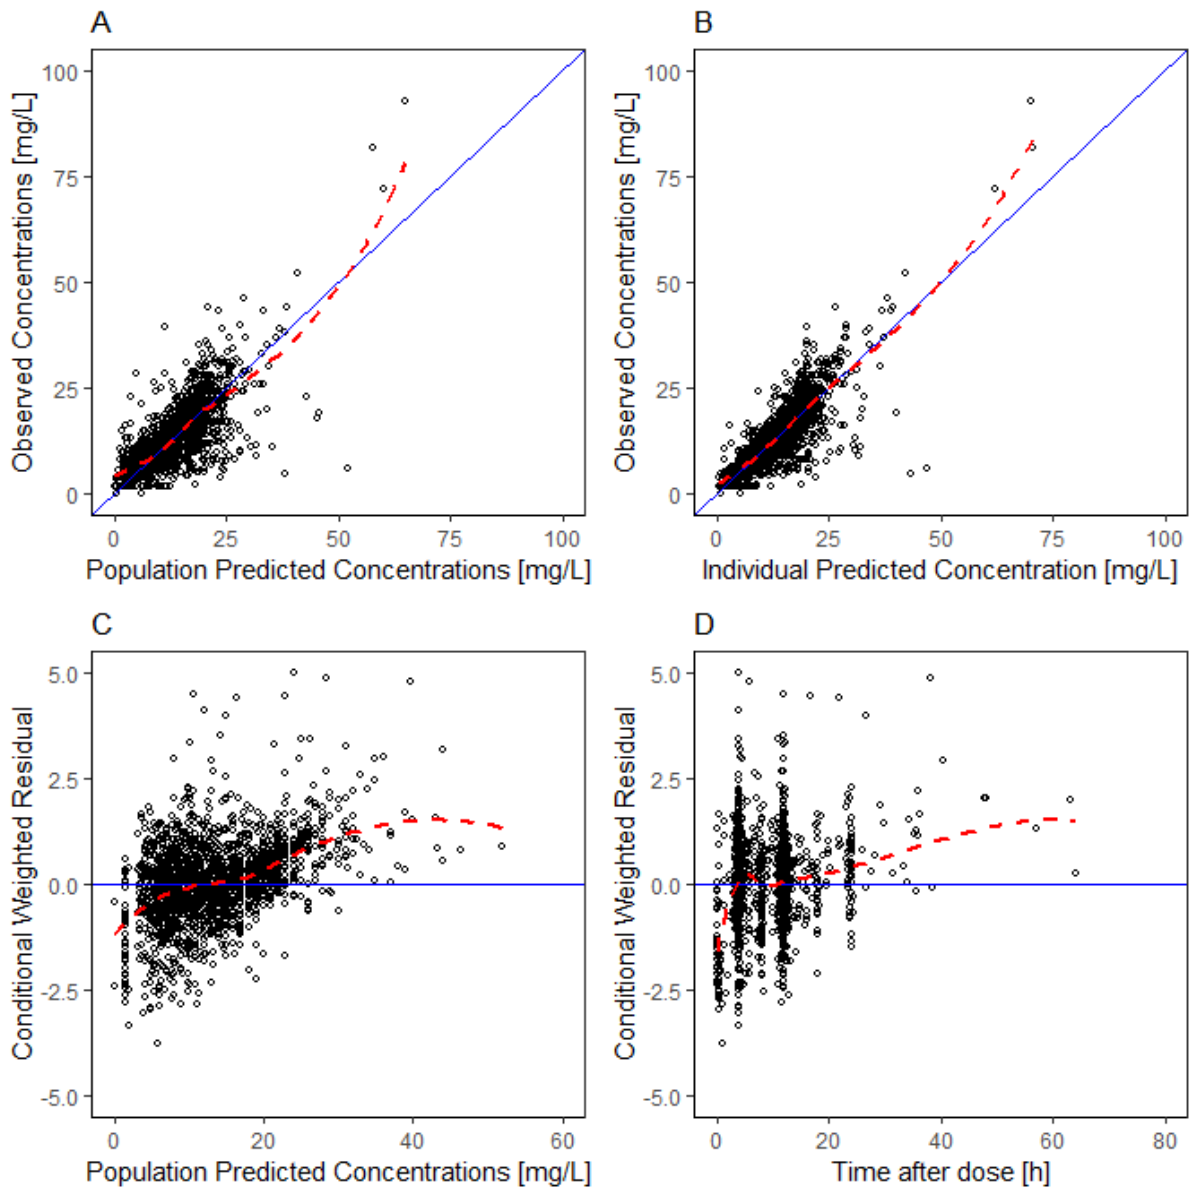 A
Observed Concentrations [mg/L]
100
75
50
25
0
0 25 50 75 100
Population Predicted Concentrations [mg/L]
B
Observed Concentrations [mg/L]
100
75
50
25
0
0 25 50 75 100
Individual Predicted Concentration [mg/L]
C
Conditional Weighted Residual
5.0
2.5
0.0
-2.5
-5.0
0 20 40 60
Population Predicted Concentrations [mg/L]
D
Conditional Weighted Residual
5.0
2.5
0.0
-2.5
-5.0
0 20 40 60 80
Time after dose [h]